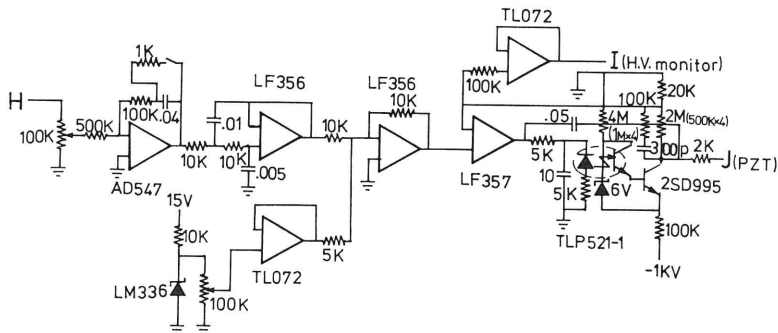 TL072
I (H.V. monitor)
1K
LF356
LF356
100K
20K
H
10K
100K
100K .04
.01
.05
4M
2M(500K×4)
500K
10K
(1M×4)
100K
5K
300p
2K
J(PZT)
10K
10K
.005
LF357
10
6V
2SD995
AD547
5K
15V
TLP521-1
100K
10K
5K
-1KV
TL072
LM336
100K